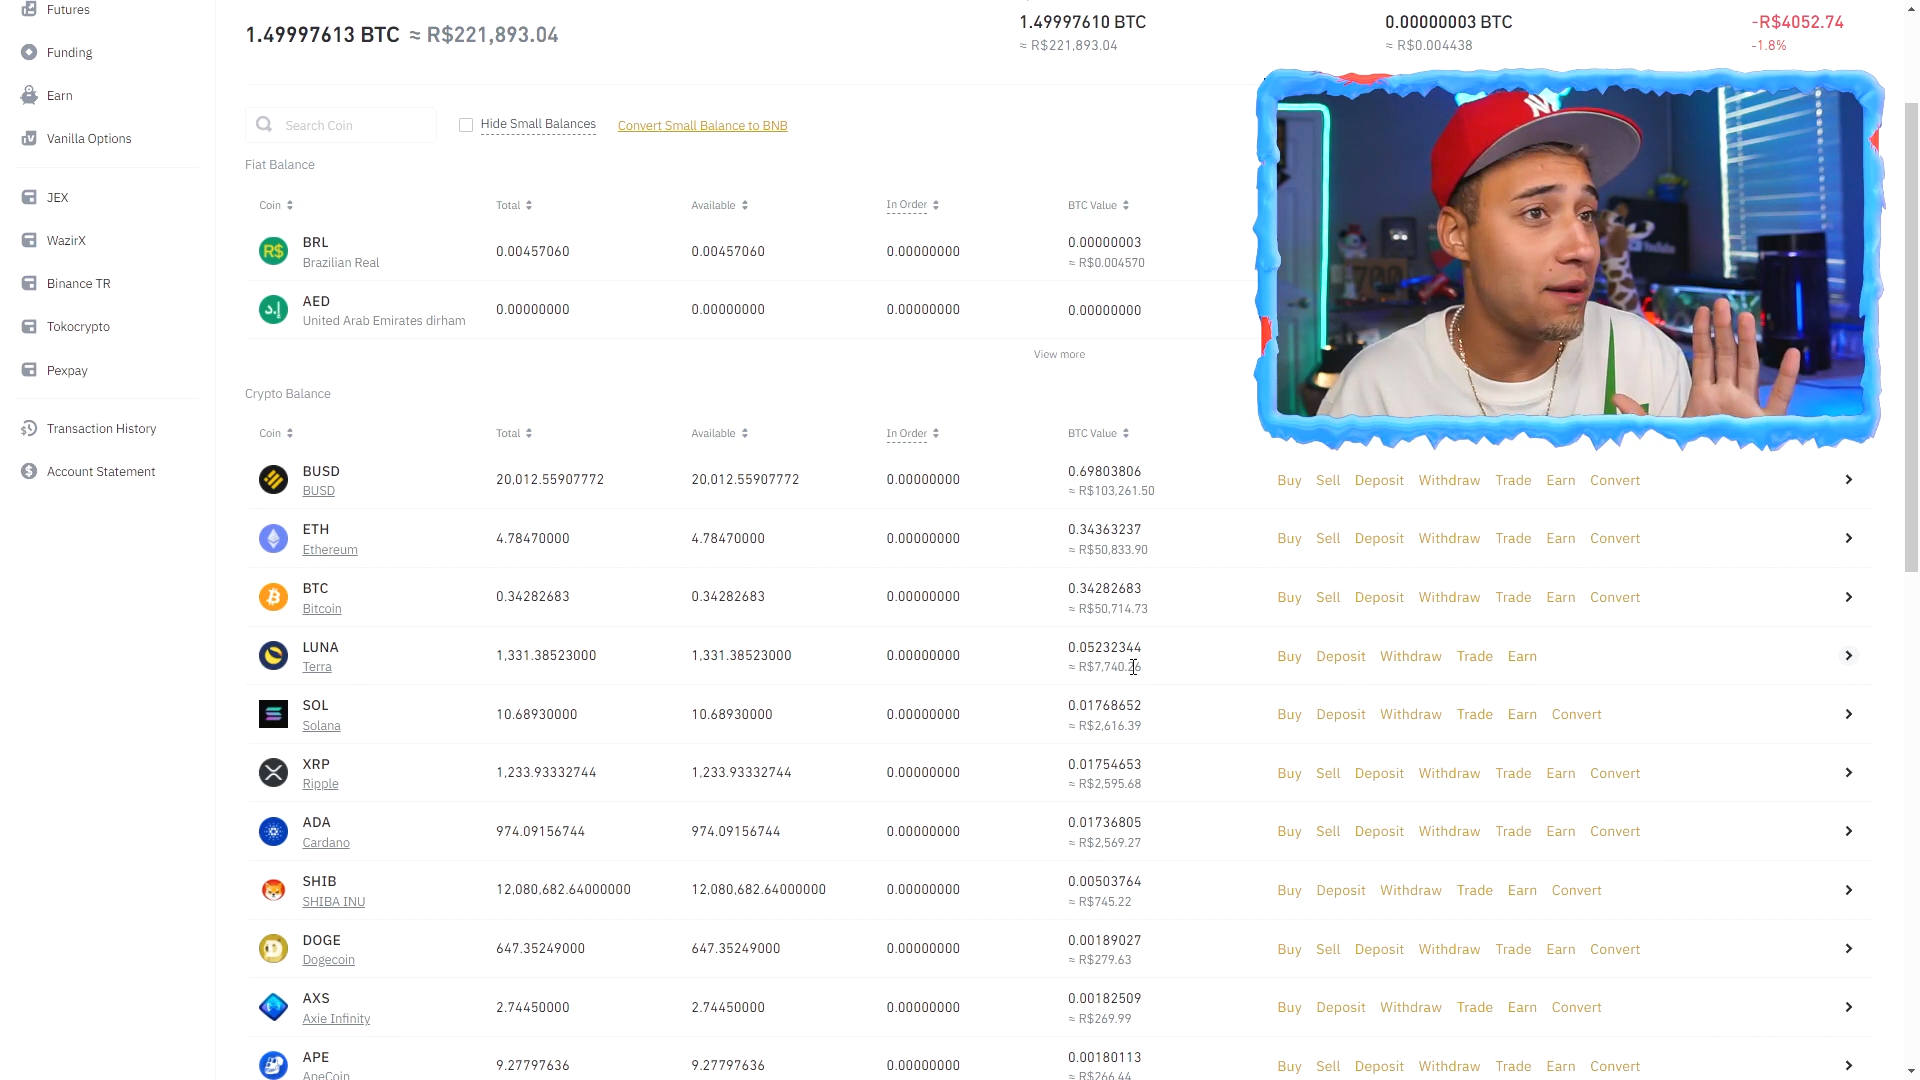 Futures
Funding
Earn
Vanilla Options
JEX
WazirX
Binance TR
Tokocrypto
Pexpay
Transaction History
Account Statement
1.49997613 BTC ≈ R$221,893.04
1.49997610 BTC
≈ R$221,893.04
0.00000003 BTC
≈ R$0.004438
-R$4052.74
-1.8%
Search Coin
Hide Small Balances
Convert Small Balance to BNB
Fiat Balance
Coin Total Available In Order BTC Value
BRL
Brazilian Real
0.00457060 0.00457060 0.00000000
0.00000003
≈ R$0.004570
AED
United Arab Emirates dirham
0.00000000 0.00000000 0.00000000 0.00000000
View more
Crypto Balance
Coin Total Available In Order BTC Value
BUSD
BUSD
20,012.55907772 20,012.55907772 0.00000000
0.69803806
≈ R$103,261.50
Buy Sell Deposit Withdraw Trade Earn Convert
ETH
Ethereum
4.78470000 4.78470000 0.00000000
0.34363237
≈ R$50,833.90
Buy Sell Deposit Withdraw Trade Earn Convert
BTC
Bitcoin
0.34282683 0.34282683 0.00000000
0.34282683
≈ R$50,714.73
Buy Sell Deposit Withdraw Trade Earn Convert
LUNA
Terra
1,331.38523000 1,331.38523000 0.00000000
0.05232344
≈ R$7,740.26
Buy Deposit Withdraw Trade Earn
SOL
Solana
10.68930000 10.68930000 0.00000000
0.01768652
≈ R$2,616.39
Buy Deposit Withdraw Trade Earn Convert
XRP
Ripple
1,233.93332744 1,233.93332744 0.00000000
0.01754653
≈ R$2,595.68
Buy Sell Deposit Withdraw Trade Earn Convert
ADA
Cardano
974.09156744 974.09156744 0.00000000
0.01736805
≈ R$2,569.27
Buy Sell Deposit Withdraw Trade Earn Convert
SHIB
SHIBA INU
12,080,682.64000000 12,080,682.64000000 0.00000000
0.00503764
≈ R$745.22
Buy Deposit Withdraw Trade Earn Convert
DOGE
Dogecoin
647.35249000 647.35249000 0.00000000
0.00189027
≈ R$279.63
Buy Sell Deposit Withdraw Trade Earn Convert
AXS
Axie Infinity
2.74450000 2.74450000 0.00000000
0.00182509
≈ R$269.99
Buy Deposit Withdraw Trade Earn Convert
APE
ApeCoin
9.27797636 9.27797636 0.00000000
0.00180113
≈ R$266.44
Buy Sell Deposit Withdraw Trade Earn Convert